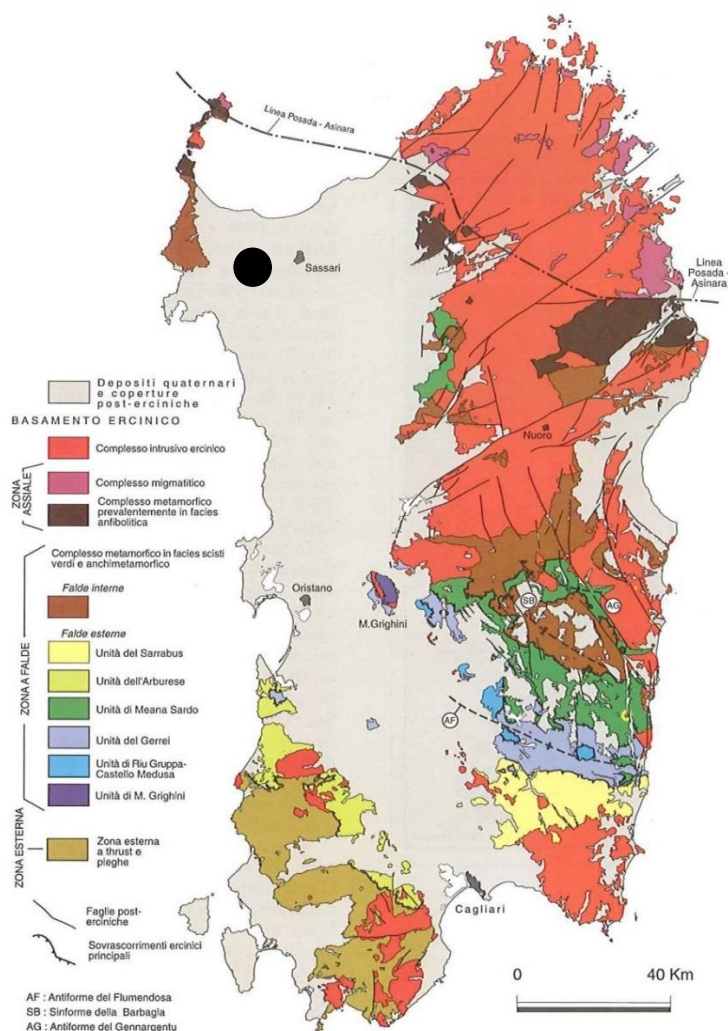 Linea Posada - Asinara
Sassari
Linea
Posada -
Asinara
Depositi quaternari
e coperture
post-erciniche
BASAMENTO ERCINICO
Complesso intrusivo ercinico
ZONA
ASSIALE
Complesso migmatitico
Complesso metamorfico
prevalentemente in facies
anfibolitica
Nuoro
Complesso metamorfico in facies scisti
verdi e anchimetamorfico
ZONA A FALDE
Falde interne
Falde esterne
Unità del Sarrabus
Unità dell'Arburese
Unità di Meana Sardo
Unità del Gerrei
Unità di Riu Gruppa-
Castello Medusa
Unità di M. Grighini
Oristano
M.Grighini
SB
AG
AF
ZONA ESTERNA
Zona esterna
a thrust e
pieghe
Faglie post-
erciniche
Sovrascorrimenti ercinici
principali
Cagliari
0 40 Km
AF : Antiforme del Flumendosa
SB : Sinforme della Barbagia
AG : Antiforme del Gennargentu